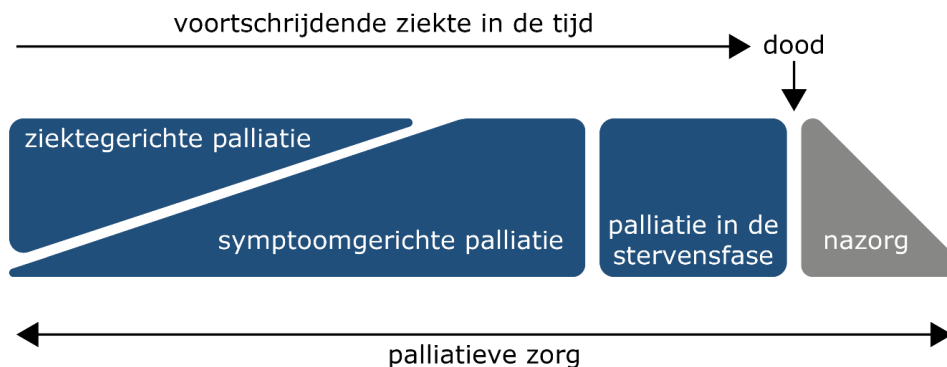 voortschrijdende ziekte in de tijd
dood
ziektegerichte palliatie
symptoomgerichte palliatie
palliatie in de
stervensfase
nazorg
palliatieve zorg